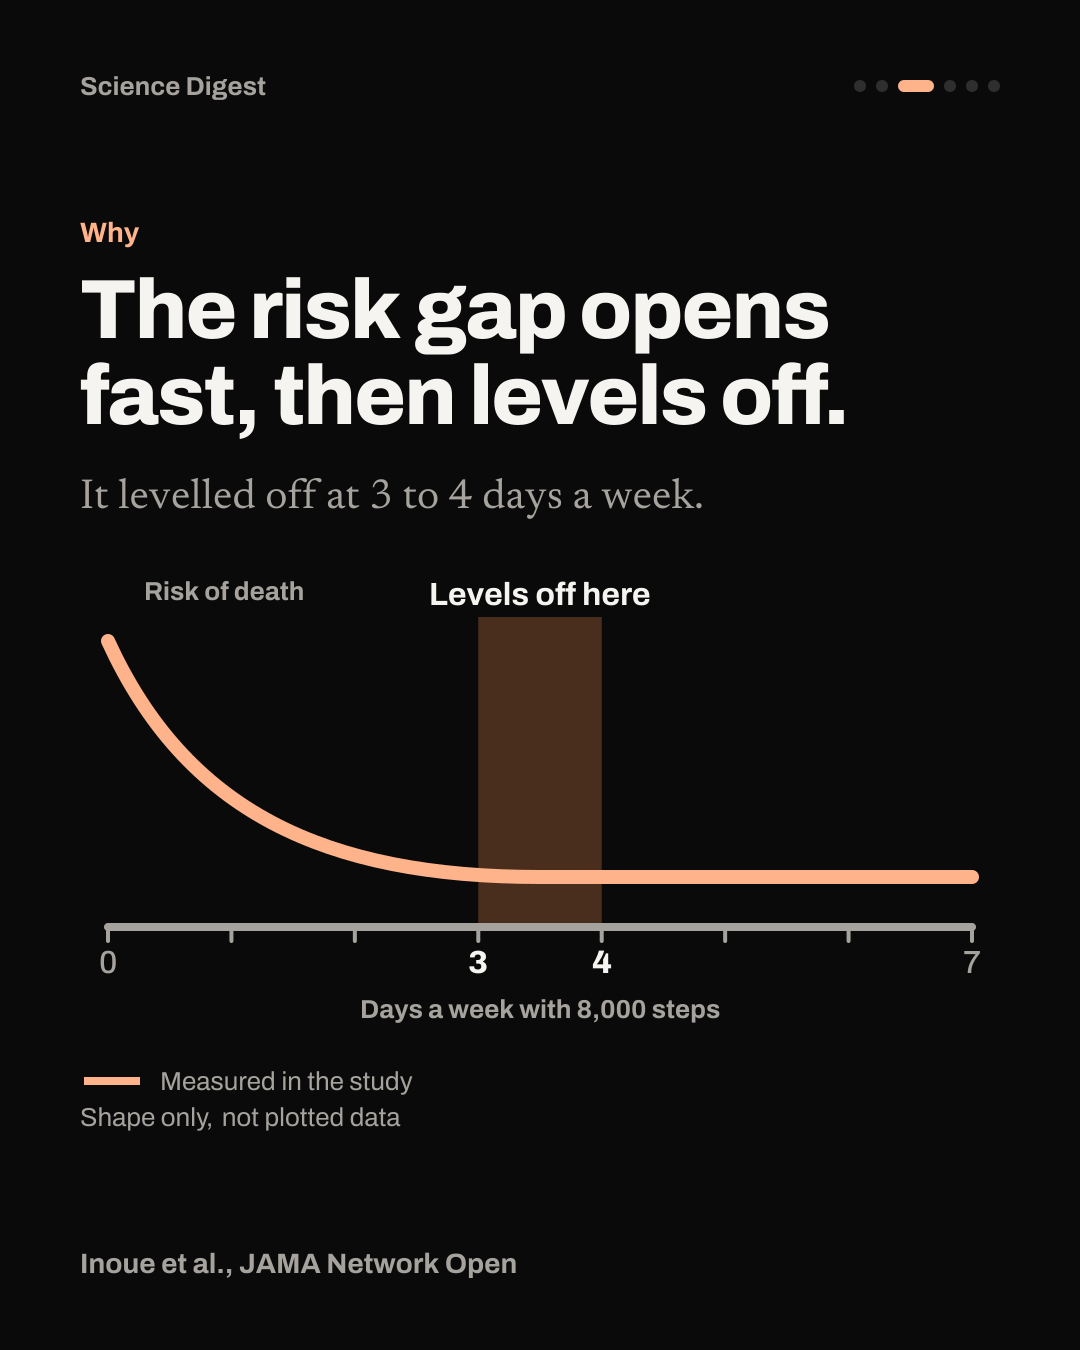 Science Digest
Why
The risk gap opens
fast, then levels off.
It levelled off at 3 to 4 days a week.
Risk of death
Levels off here
0
3
4
7
Days a week with 8,000 steps
Measured in the study
Shape only, not plotted data
Inoue et al., JAMA Network Open